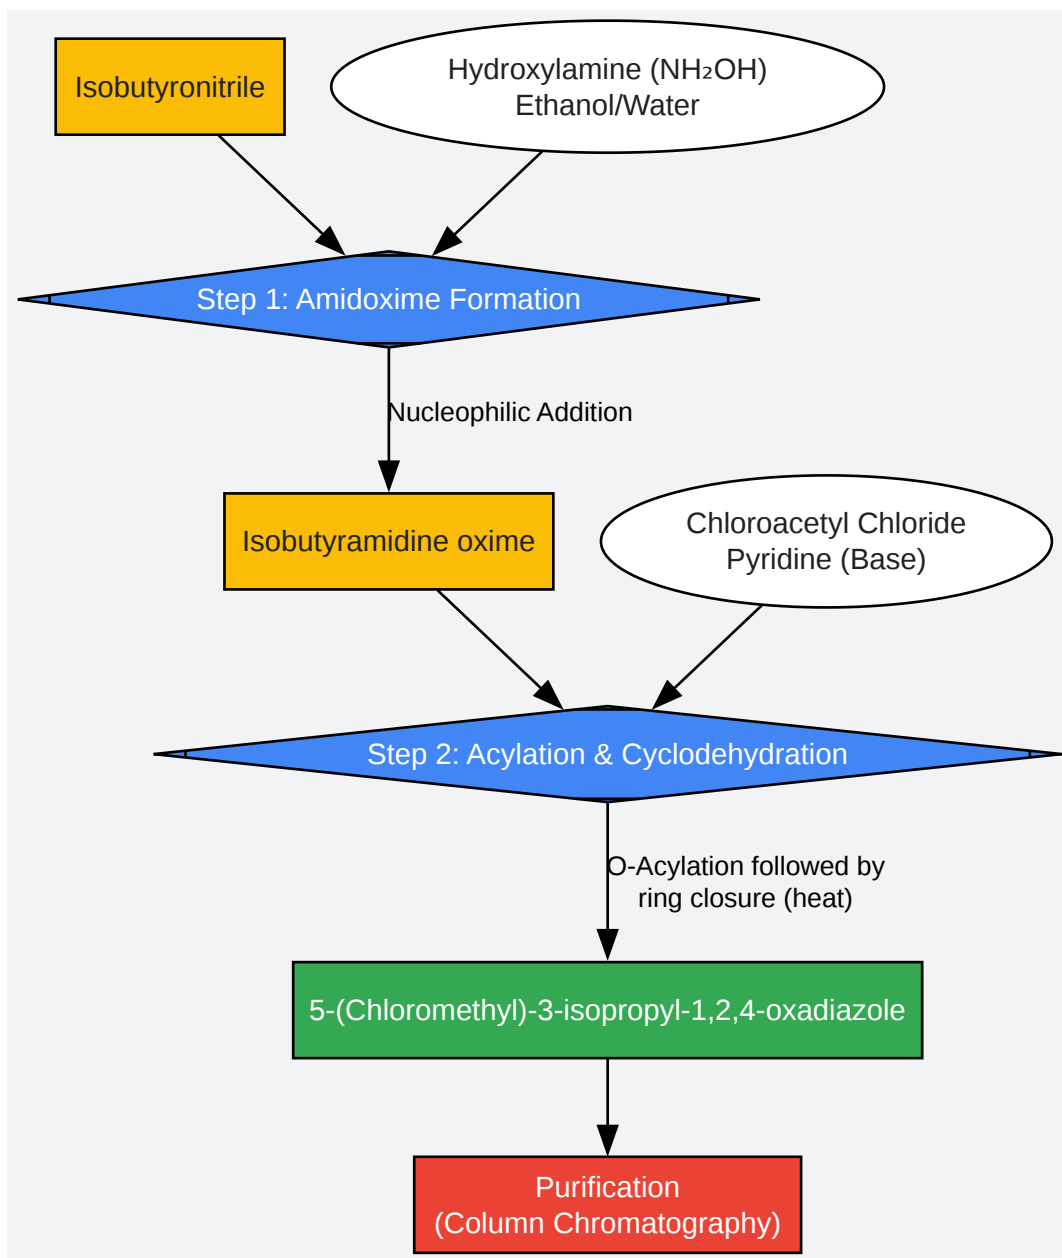 Isobutyronitrile
Hydroxylamine (NH₂OH)
Ethanol/Water
Step 1: Amidoxime Formation
Nucleophilic Addition
Isobutyramidine oxime
Chloroacetyl Chloride
Pyridine (Base)
Step 2: Acylation & Cyclodehydration
O-Acylation followed by
ring closure (heat)
5-(Chloromethyl)-3-isopropyl-1,2,4-oxadiazole
Purification
(Column Chromatography)